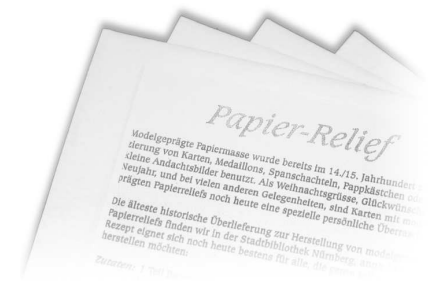 Papier-Relief
Modelgeprägte Papiermasse wurde bereits im 14./15. Jahrhundert
zierung von Karten, Medaillons, Spanschachteln, Pappkästchen
kleine Andachtsbilder benutzt. Als Weihnachtsgrüsse, Glückwünsch
Neujahr, und bei vielen anderen Gelegenheiten, sind Karten mit
prägten Papierreliefs noch heute eine spezielle persönliche
Die älteste historische Überlieferung zur Herstellung von
Papierreliefs finden wir in der Stadtbibliothek Nürnberg,
Rezept eignet sich noch heute bestens für alle, die
herstellen möchten: